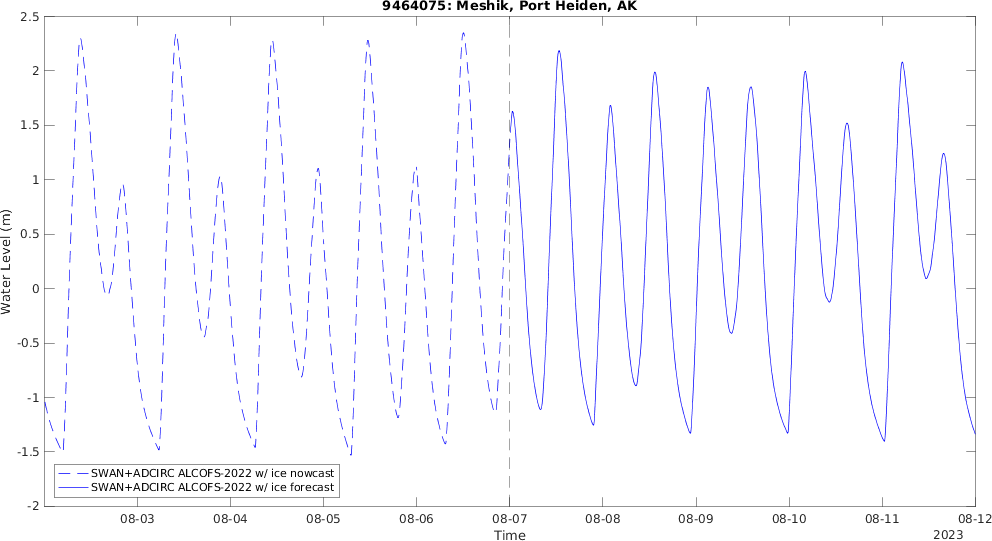 9464075: Meshik, Port Heiden, AK
2.5
2
1.5
1
0.5
0
-0.5
-1
-1.5
-2
Water Level (m)
SWAN+ADCIRC ALCOFS-2022 w/ ice nowcast
SWAN+ADCIRC ALCOFS-2022 w/ ice forecast
08-03 08-04 08-05 08-06 08-07 08-08 08-09 08-10 08-11 08-12
Time
2023